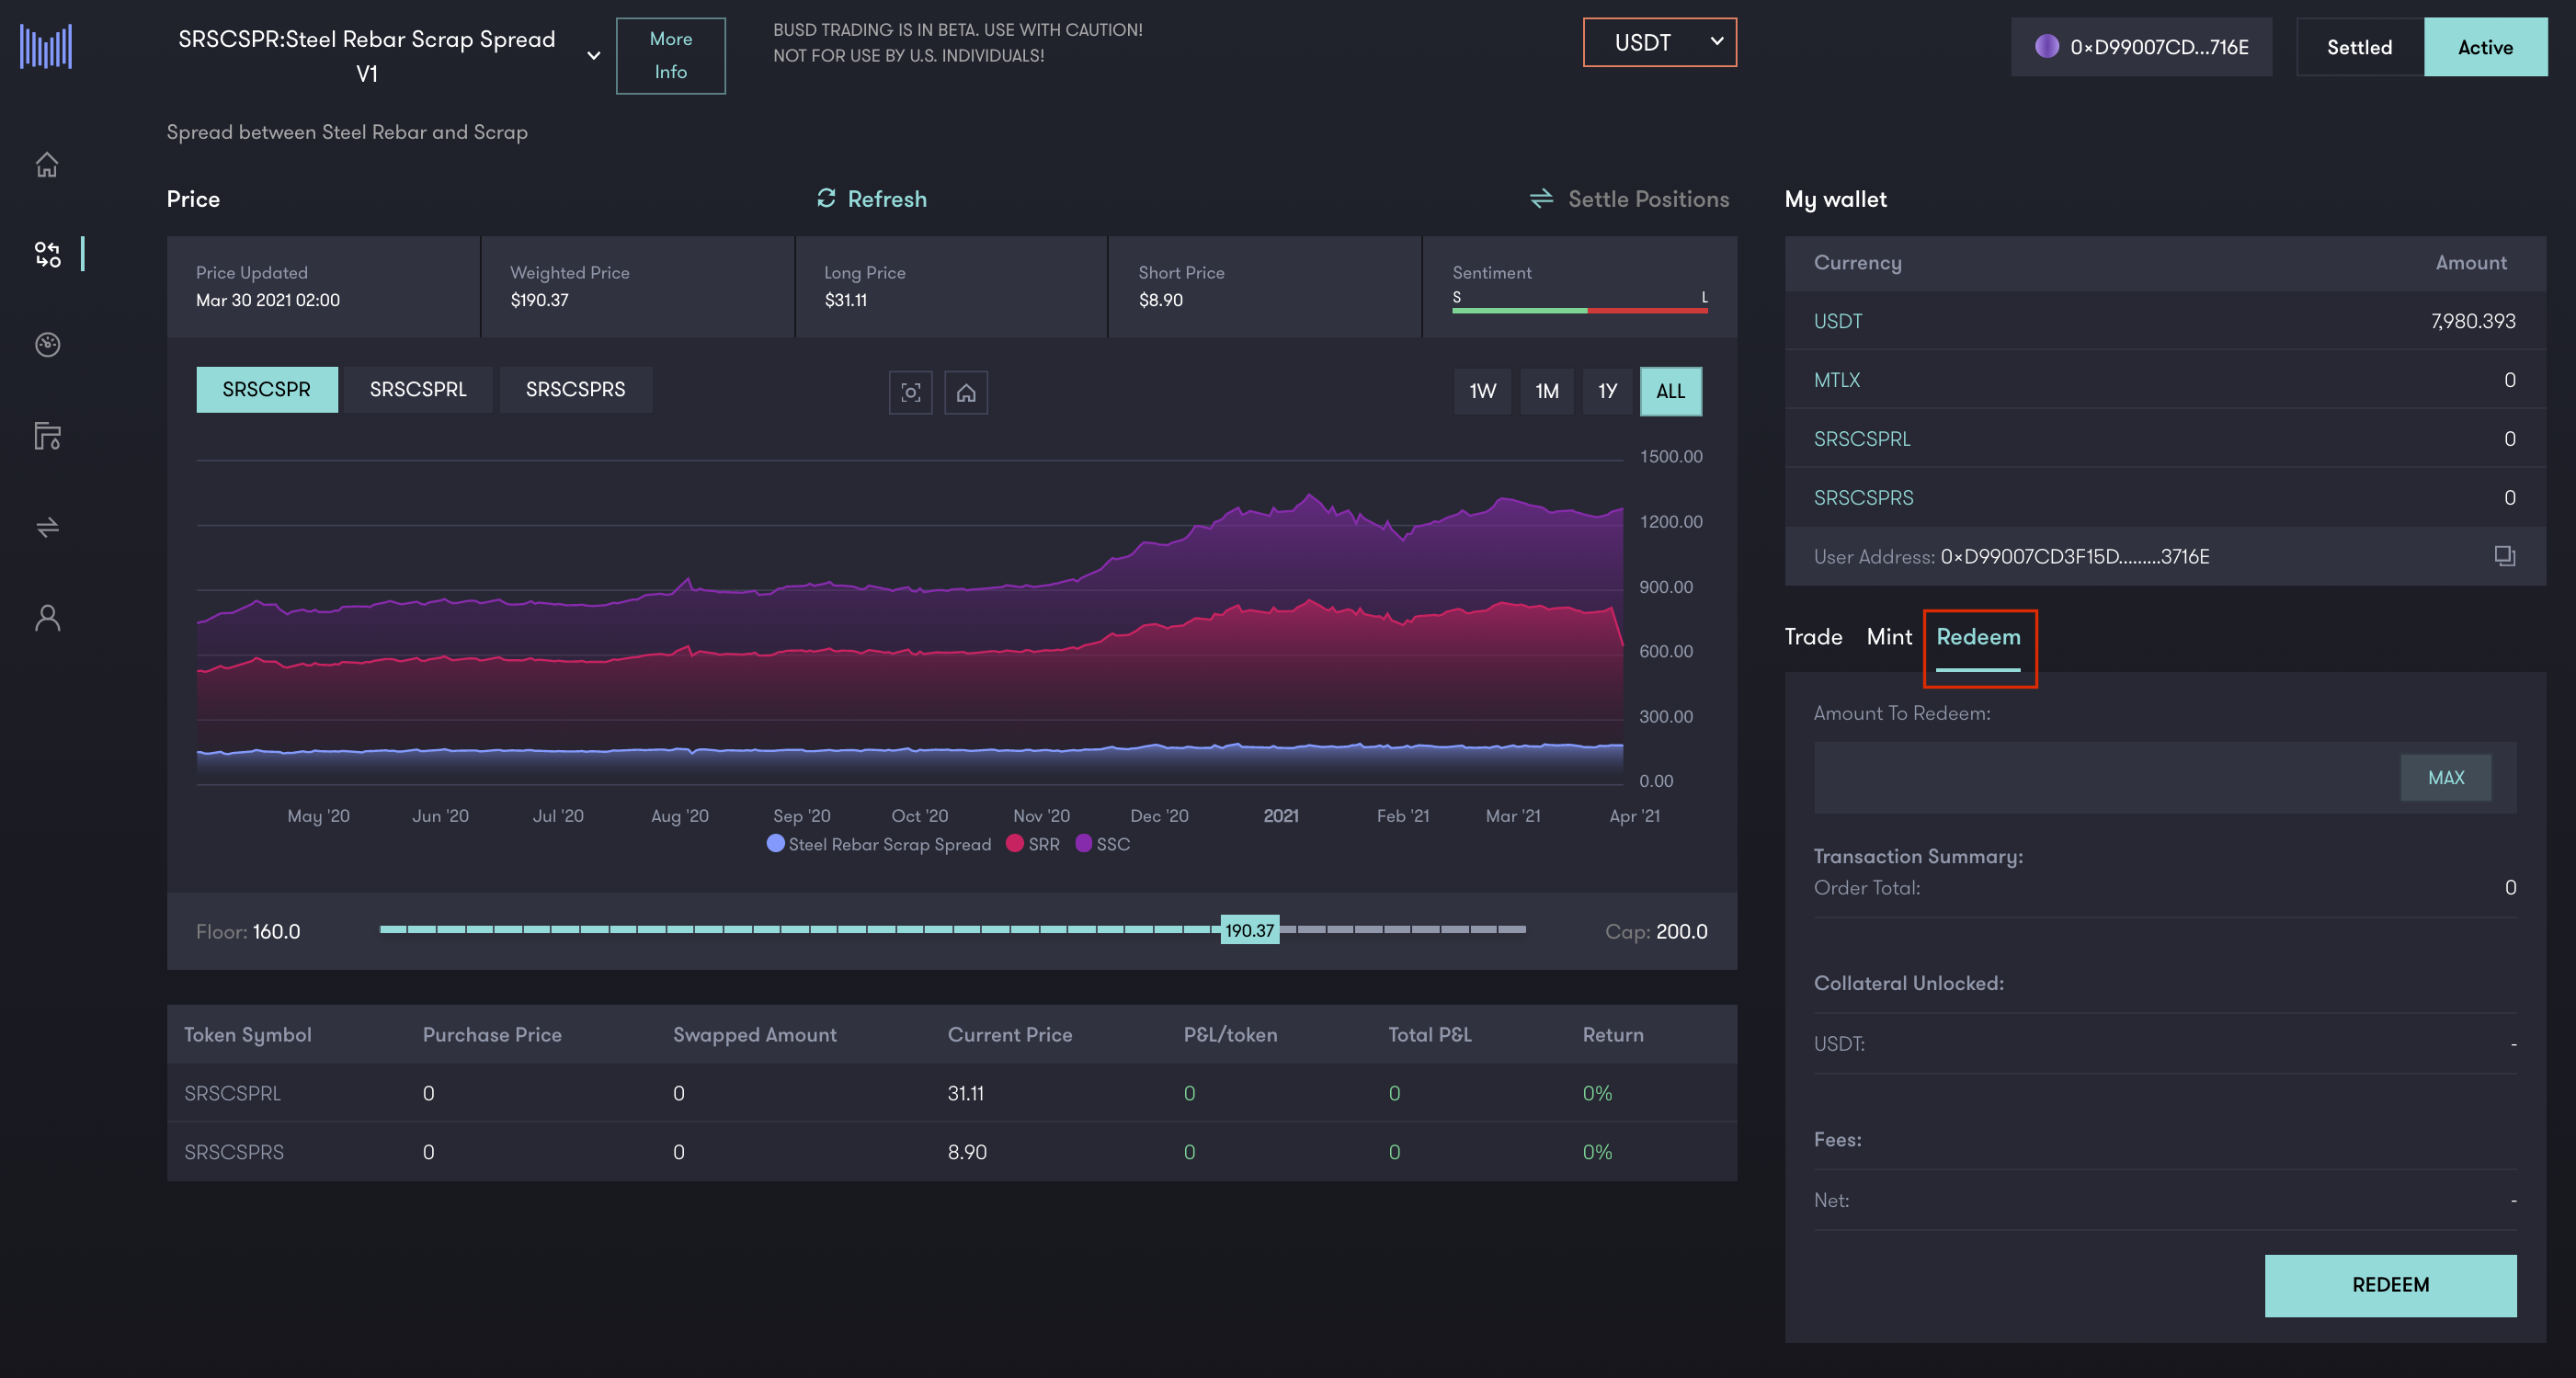 SRSCSPR:Steel Rebar Scrap Spread
V1
More
Info
BUSD TRADING IS IN BETA. USE WITH CAUTION!
NOT FOR USE BY U.S. INDIVIDUALS!
USDT
0×D99007CD...716E
Settled
Active
Spread between Steel Rebar and Scrap
Price
Refresh
Settle Positions
My wallet
Price Updated
Mar 30 2021 02:00
Weighted Price
$190.37
Long Price
$31.11
Short Price
$8.90
Sentiment
S L
SRSCSPR
SRSCSPRL
SRSCSPRS
1W
1M
1Y
ALL
1500.00
1200.00
900.00
600.00
300.00
0.00
May '20
Jun '20
Jul '20
Aug '20
Sep '20
Oct '20
Nov '20
Dec '20
2021
Feb '21
Mar '21
Apr '21
Steel Rebar Scrap Spread
SRR
SSC
Floor: 160.0
190.37
Cap: 200.0
Token Symbol Purchase Price Swapped Amount Current Price P&L/token Total P&L Return
SRSCSPRL 0 0 31.11 0 0 0%
SRSCSPRS 0 0 8.90 0 0 0%
Currency Amount
USDT 7,980.393
MTLX 0
SRSCSPRL 0
SRSCSPRS 0
User Address: 0×D99007CD3F15D.........3716E
Trade
Mint
Redeem
Amount To Redeem:
MAX
Transaction Summary:
Order Total: 0
Collateral Unlocked:
USDT: -
Fees:
Net: -
REDEEM